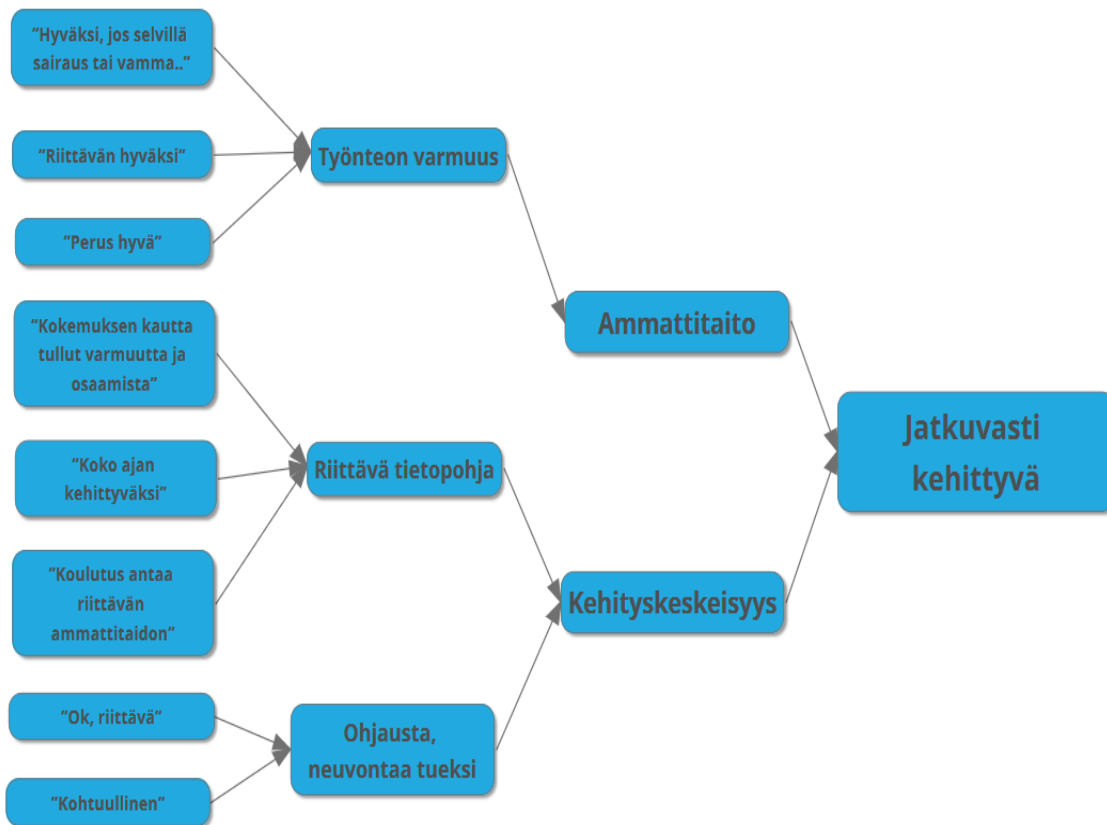 ”Hyväksi, jos selvillä
sairaus tai vamma..”
”Riittävän hyväksi”
”Perus hyvä”
”Kokemuksen kautta
tullut varmuutta ja
osaamista”
”Koko ajan
kehittyväksi”
”Koulutus antaa
riittävän
ammattitaidon”
”Ok, riittävä”
”Kohtuullinen”
Työnteon varmuus
Riittävä tietopohja
Ohjausta,
neuvontaa tueksi
Ammattitaito
Kehityskeskeisyys
Jatkuvasti
kehittyvä